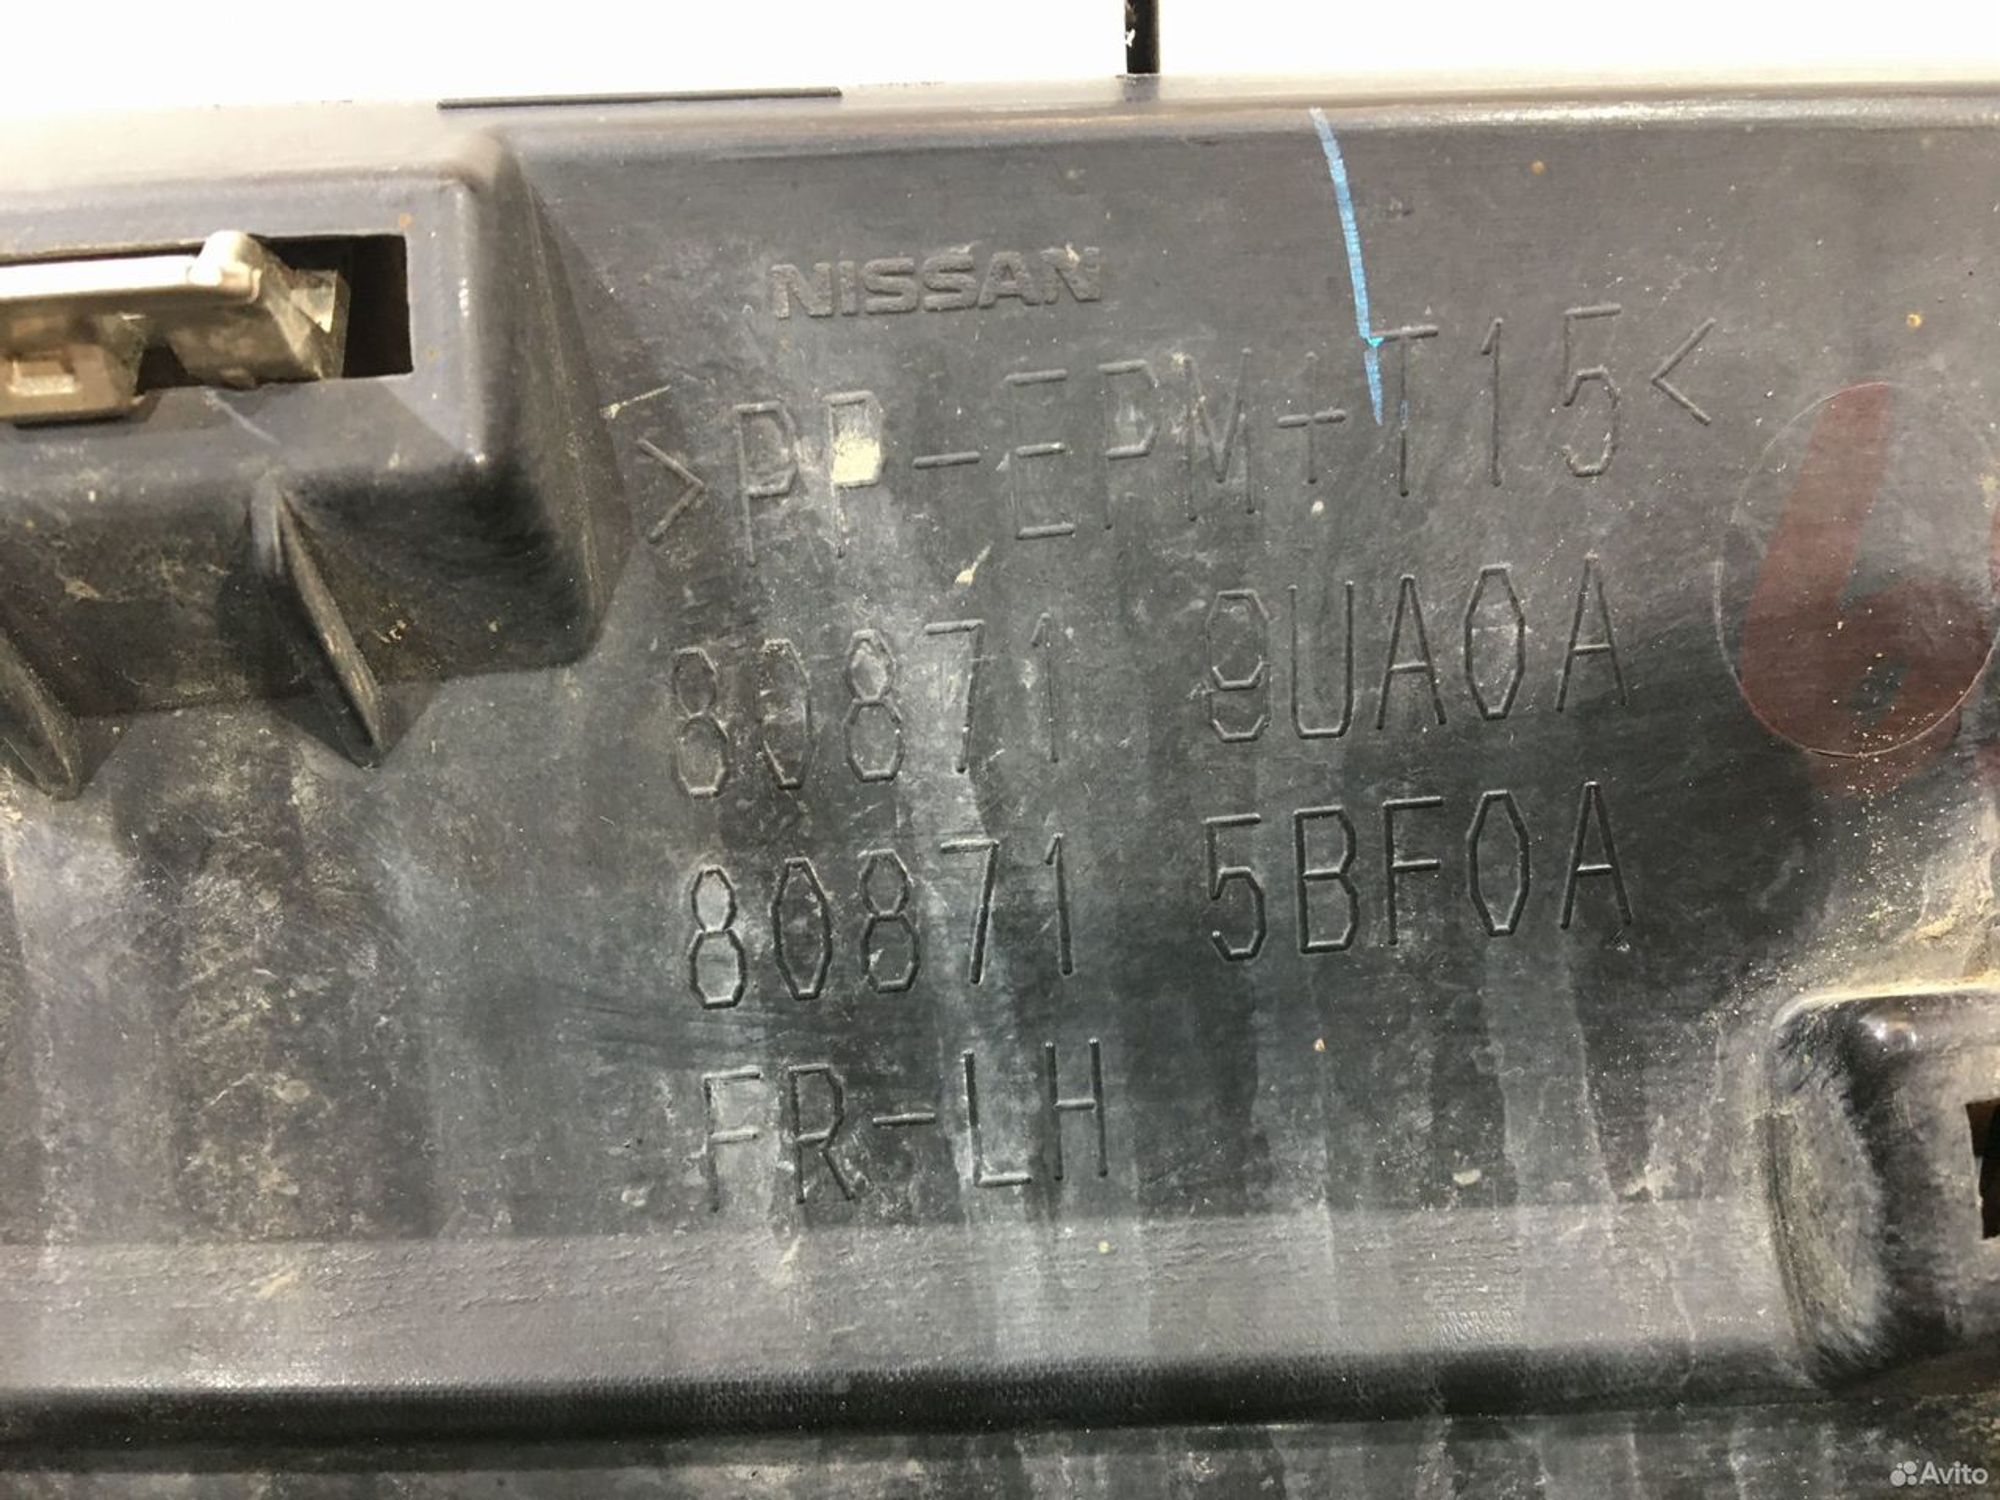 NISSAN
>PP-EPM+T15<
80871 9UA0A
80871 5BF0A
FR-LH
Avito